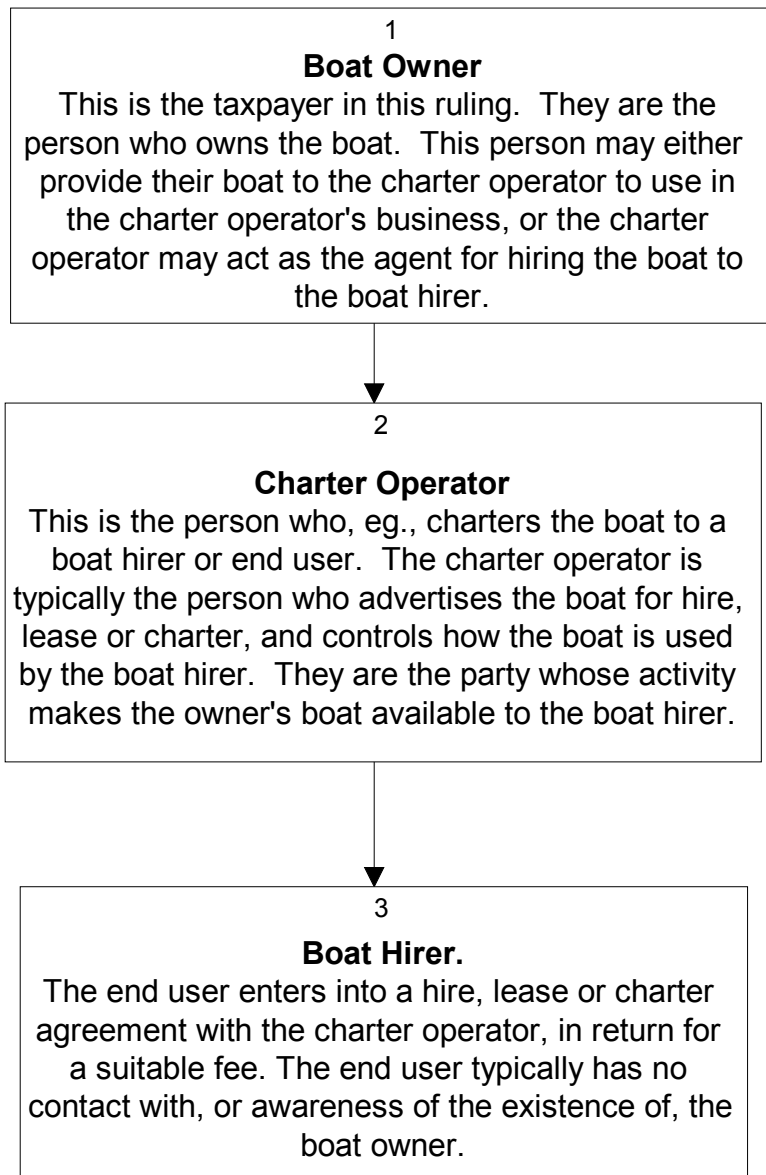 1
Boat Owner
This is the taxpayer in this ruling. They are the
person who owns the boat. This person may either
provide their boat to the charter operator to use in
the charter operator's business, or the charter
operator may act as the agent for hiring the boat to
the boat hirer.
2
Charter Operator
This is the person who, eg., charters the boat to a
boat hirer or end user. The charter operator is
typically the person who advertises the boat for hire,
lease or charter, and controls how the boat is used
by the boat hirer. They are the party whose activity
makes the owner's boat available to the boat hirer.
3
Boat Hirer.
The end user enters into a hire, lease or charter
agreement with the charter operator, in return for
a suitable fee. The end user typically has no
contact with, or awareness of the existence of, the
boat owner.